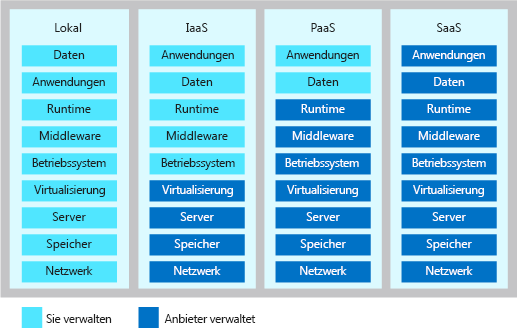 Lokal
Daten
Anwendungen
Runtime
Middleware
Betriebssystem
Virtualisierung
Server
Speicher
Netzwerk
IaaS
Anwendungen
Daten
Runtime
Middleware
Betriebssystem
Virtualisierung
Server
Speicher
Netzwerk
PaaS
Anwendungen
Daten
Runtime
Middleware
Betriebssystem
Virtualisierung
Server
Speicher
Netzwerk
SaaS
Anwendungen
Daten
Runtime
Middleware
Betriebssystem
Virtualisierung
Server
Speicher
Netzwerk
Sie verwalten
Anbieter verwaltet